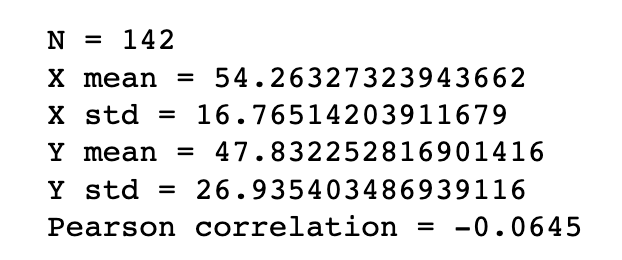 N = 142
X mean = 54.26327323943662
X std = 16.76514203911679
Y mean = 47.832252816901416
Y std = 26.935403486939116
Pearson correlation = -0.0645